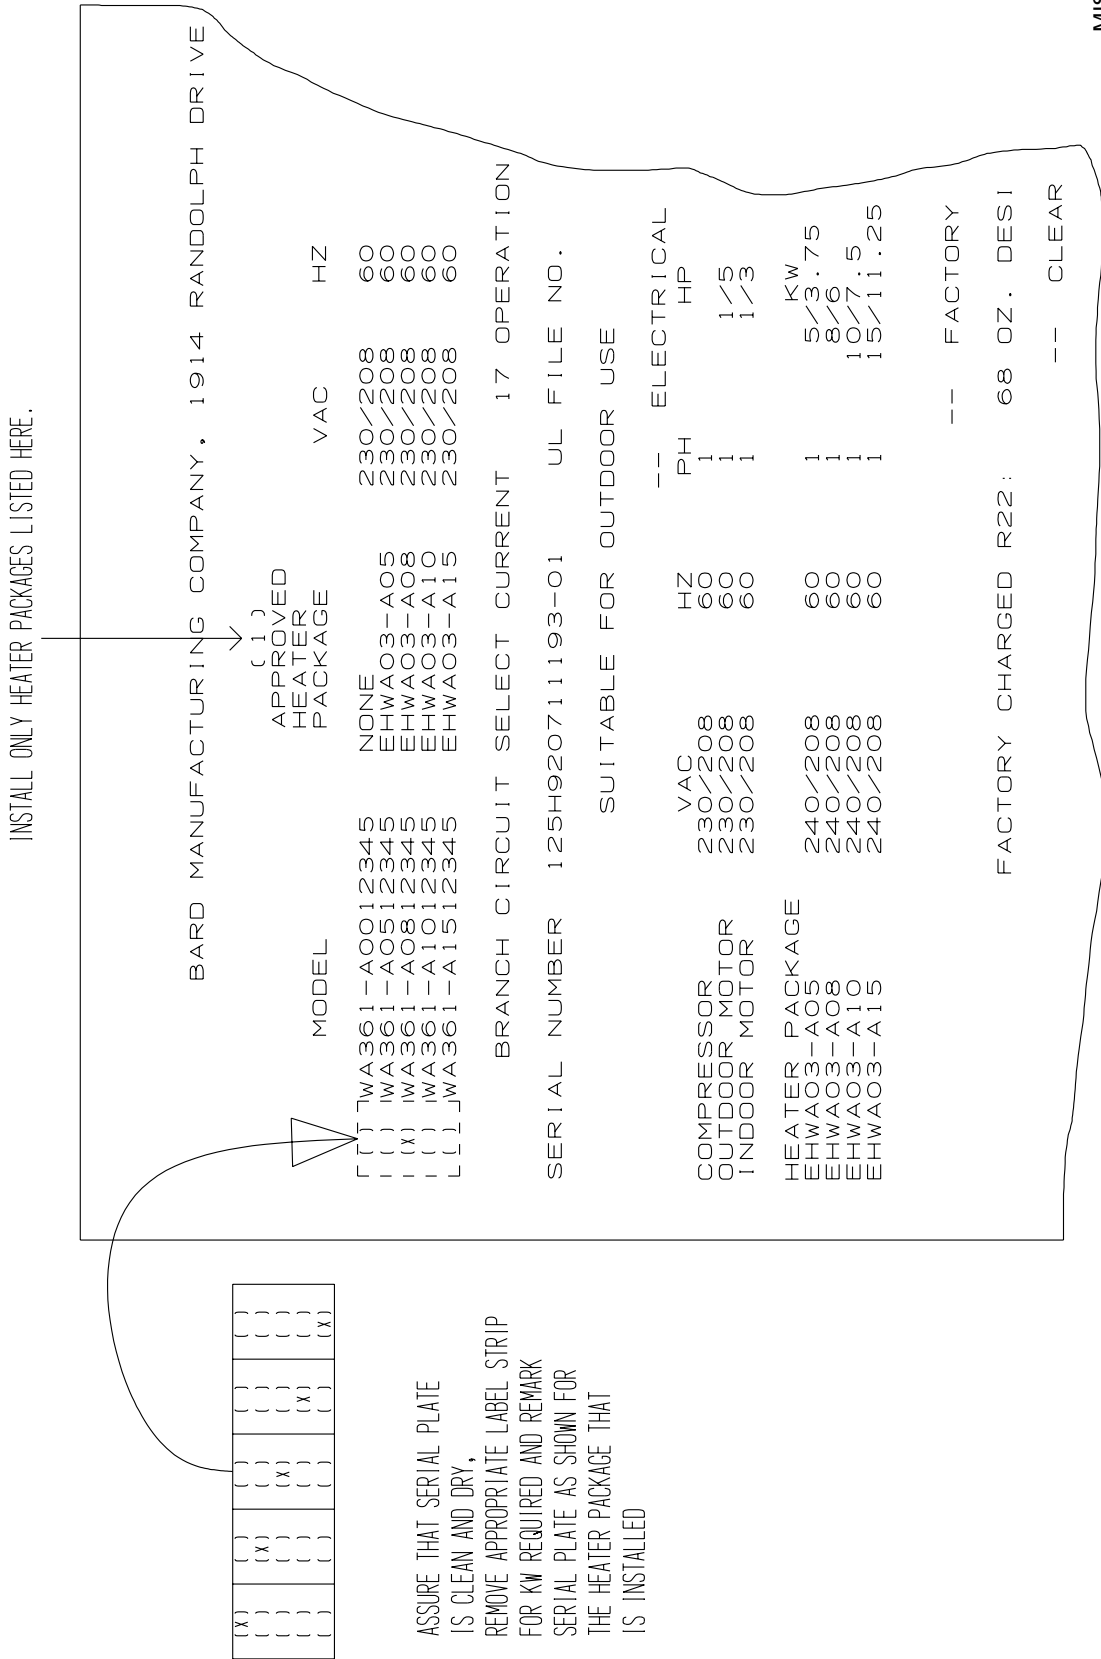 INSTALL ONLY HEATER PACKAGES LISTED HERE.
BARD MANUFACTURING COMPANY, 1914 RANDOLPH DRIVE
(1)
APPROVED
HEATER
MODEL PACKAGE VAC HZ
( ) WA361-A0012345 NONE 230/208 60
( ) WA361-A0512345 EHWA03-A05 230/208 60
(X) WA361-A0812345 EHWA03-A08 230/208 60
( ) WA361-A1012345 EHWA03-A10 230/208 60
( ) WA361-A1512345 EHWA03-A15 230/208 60
BRANCH CIRCUIT SELECT CURRENT 17 OPERATION
SERIAL NUMBER 125H920711193-01 UL FILE NO.
SUITABLE FOR OUTDOOR USE
-- ELECTRICAL
VAC HZ PH HP
COMPRESSOR 230/208 60 1
OUTDOOR MOTOR 230/208 60 1 1/5
INDOOR MOTOR 230/208 60 1 1/3
HEATER PACKAGE KW
EHWA03-A05 240/208 60 1 5/3.75
EHWA03-A08 240/208 60 1 8/6
EHWA03-A10 240/208 60 1 10/7.5
EHWA03-A15 240/208 60 1 15/11.25
-- FACTORY
FACTORY CHARGED R22: 68 OZ. DESI
-- CLEAR
(X) ( ) ( ) ( ) ( )
( ) (X) ( ) ( ) ( )
( ) ( ) (X) ( ) ( )
( ) ( ) ( ) (X) ( )
( ) ( ) ( ) ( ) (X)
ASSURE THAT SERIAL PLATE
IS CLEAN AND DRY,
REMOVE APPROPRIATE LABEL STRIP
FOR KW REQUIRED AND REMARK
SERIAL PLATE AS SHOWN FOR
THE HEATER PACKAGE THAT
IS INSTALLED